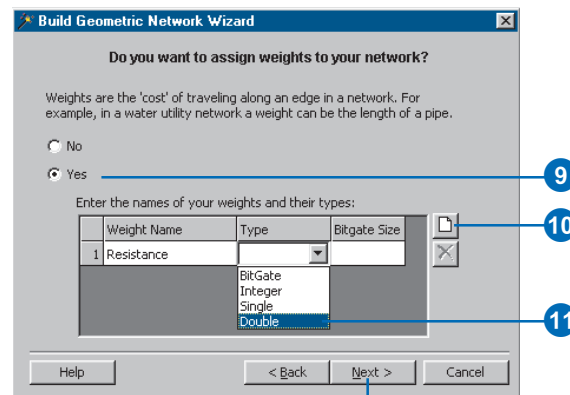 Build Geometric Network Wizard
Do you want to assign weights to your network?
Weights are the 'cost' of traveling along an edge in a network. For
example, in a water utility network a weight can be the length of a pipe.
No
Yes
9
Enter the names of your weights and their types:
Weight Name Type Bitgate Size
10
1 Resistance
BitGate
Integer
Single
Double
11
Help < Back Next > Cancel